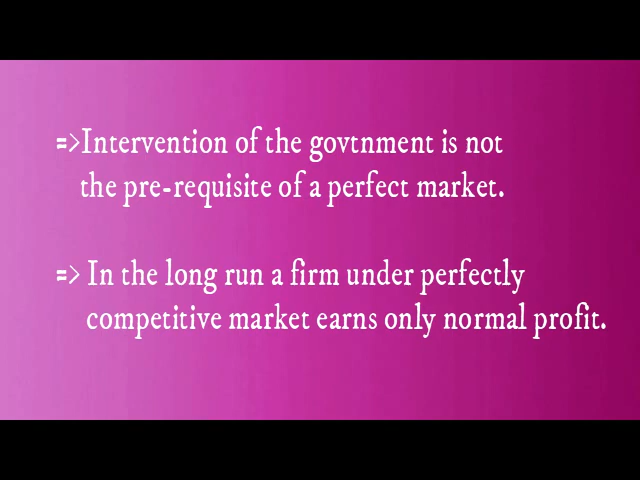 =>Intervention of the govtnment is not
the pre-requisite of a perfect market.
=> In the long run a firm under perfectly
competitive market earns only normal profit.